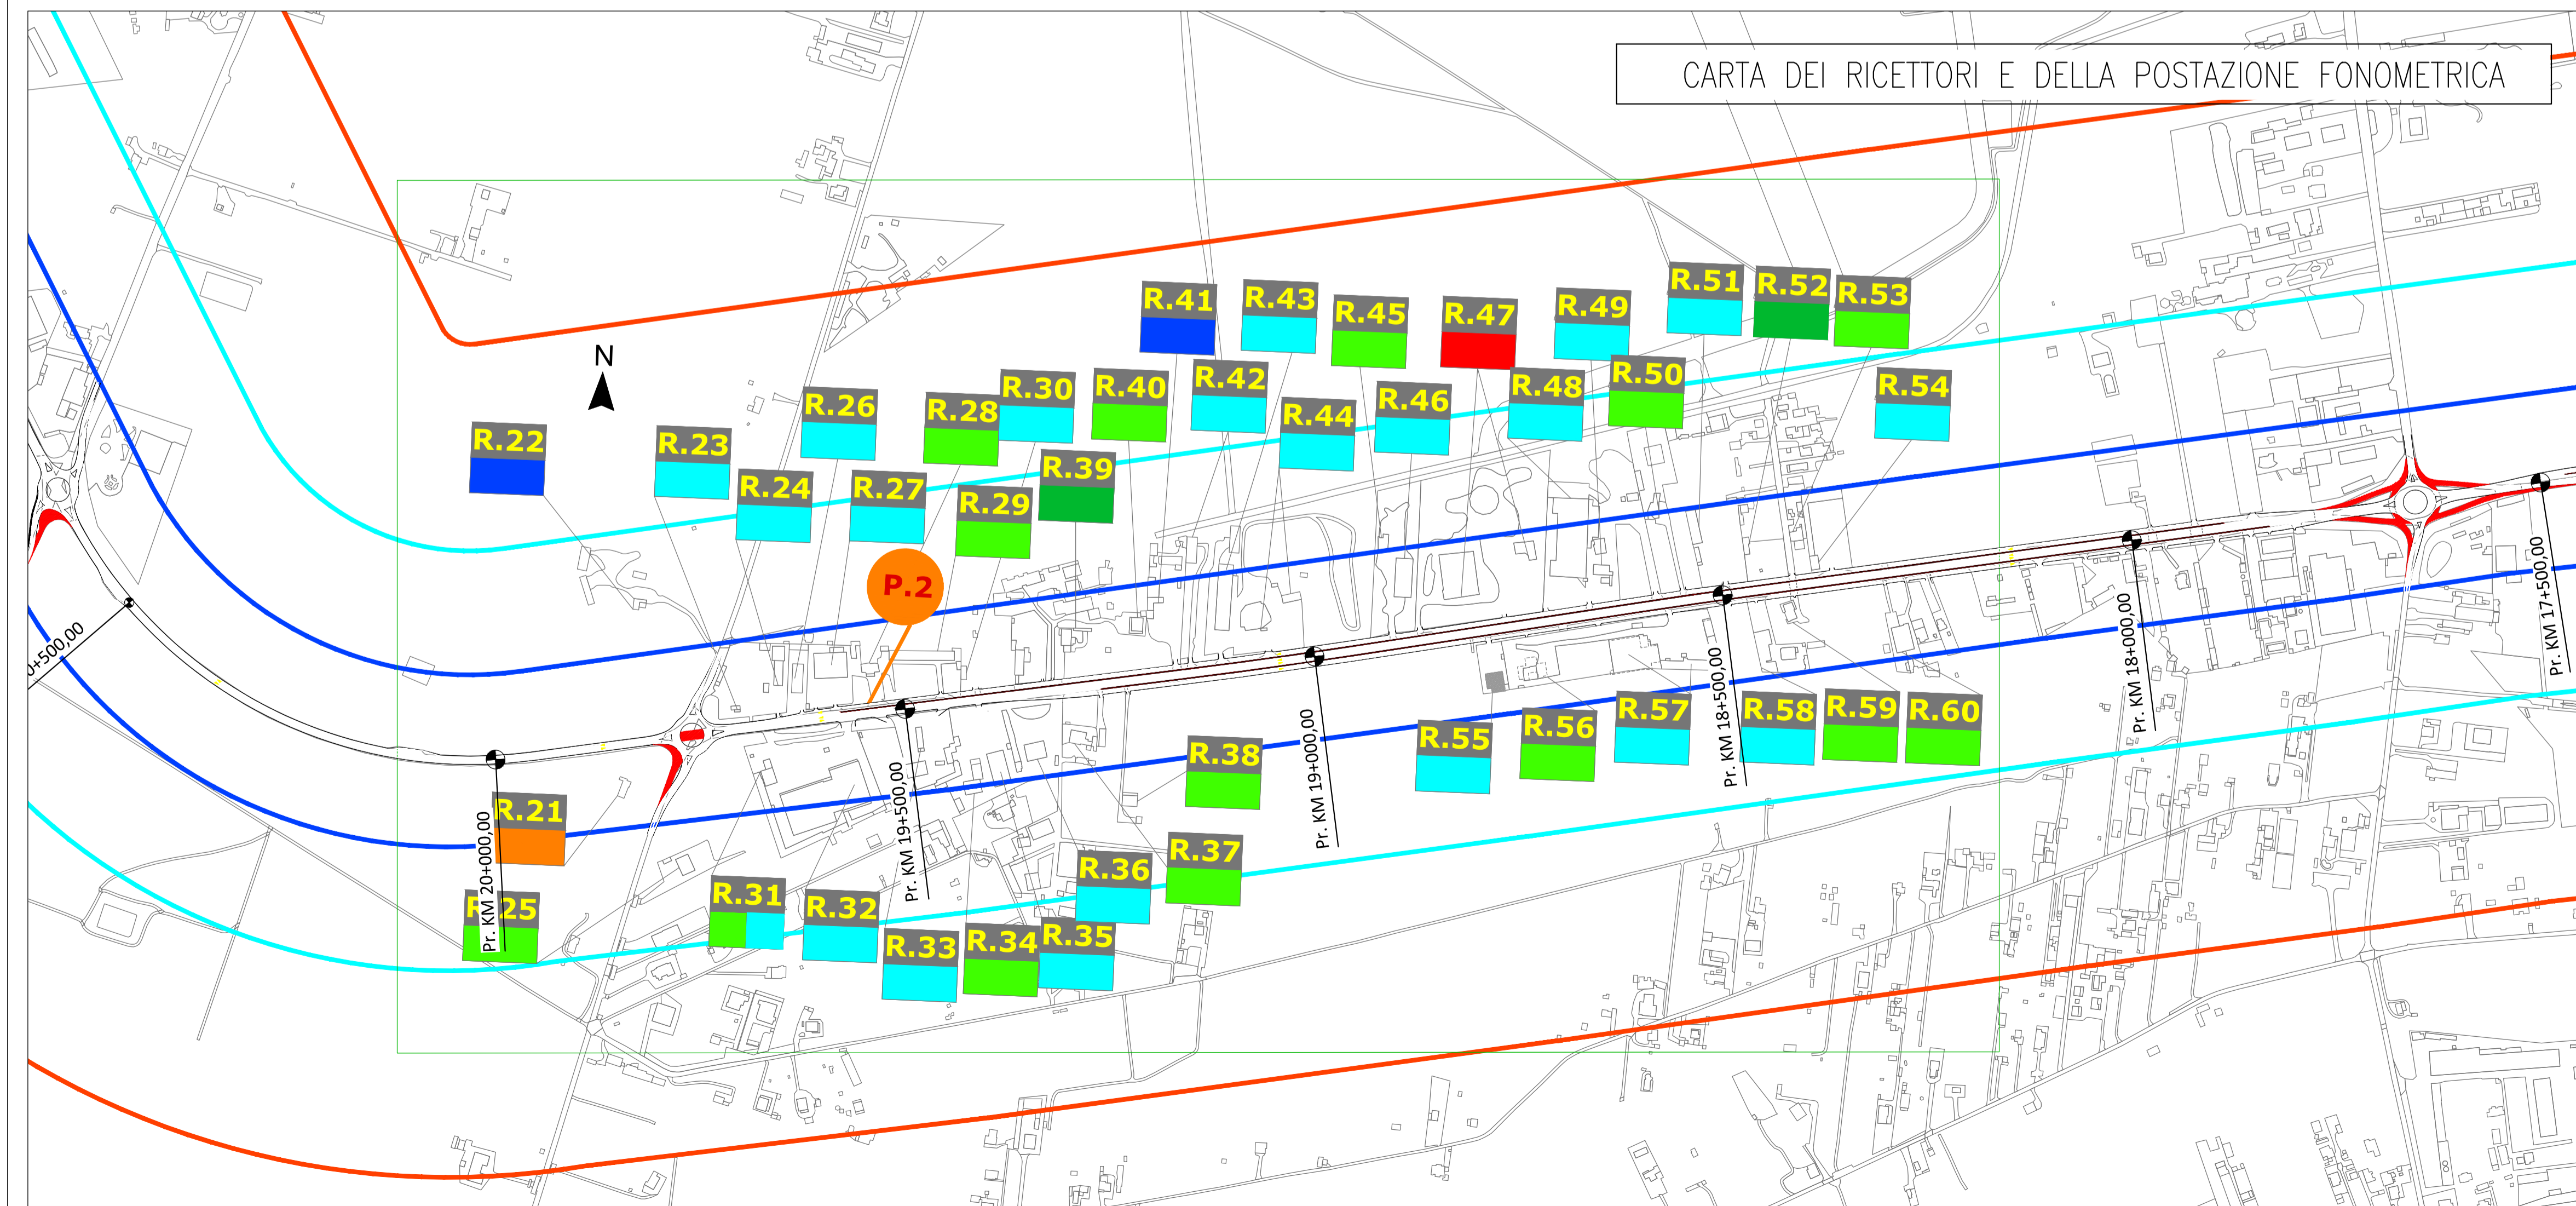 CARTA DEI RICETTORI E DELLA POSTAZIONE FONOMETRICA
N
R.41
R.43
R.45
R.47
R.49
R.51
R.52
R.53
R.22
R.23
R.24
R.26
R.27
R.28
R.29
R.30
R.39
R.40
R.42
R.44
R.46
R.48
R.50
R.54
P.2
0+500,00
Pr. KM 20+000,00
Pr. KM 19+500,00
Pr. KM 19+000,00
Pr. KM 18+500,00
Pr. KM 18+000,00
Pr. KM 17+500,00
R.21
R.25
R.31
R.32
R.33
R.34
R.35
R.36
R.37
R.38
R.55
R.56
R.57
R.58
R.59
R.60